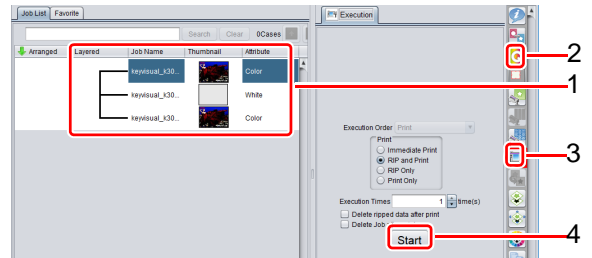 Job List Favorite
Search Clear 0Cases
Arranged Layered Job Name Thumbnail Attribute
keyvisual_k30... Color
keyvisual_k30... White
keyvisual_k30... Color
Execution
Execution Order Print
Print
Immediate Print
RIP and Print
RIP Only
Print Only
Execution Times 1 time(s)
Delete ripped data after print
Delete Job
Start
2
1
3
4